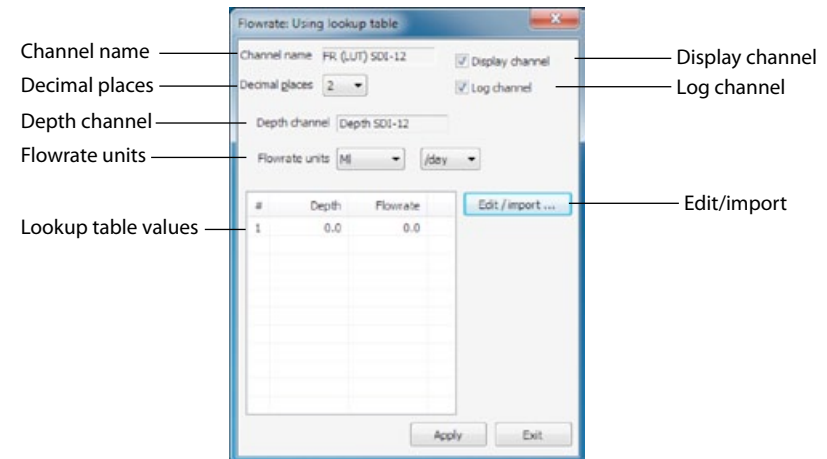 Flowrate: Using lookup table
Channel name
Channel name FR (LUT) SDI-12
Display channel
Display channel
Decimal places
Decimal places 2
Log channel
Log channel
Depth channel
Depth channel Depth SDI-12
Flowrate units
Flowrate units Ml /day
# Depth Flowrate
Edit / import ...
Edit/import
Lookup table values
1 0.0 0.0
Apply Exit